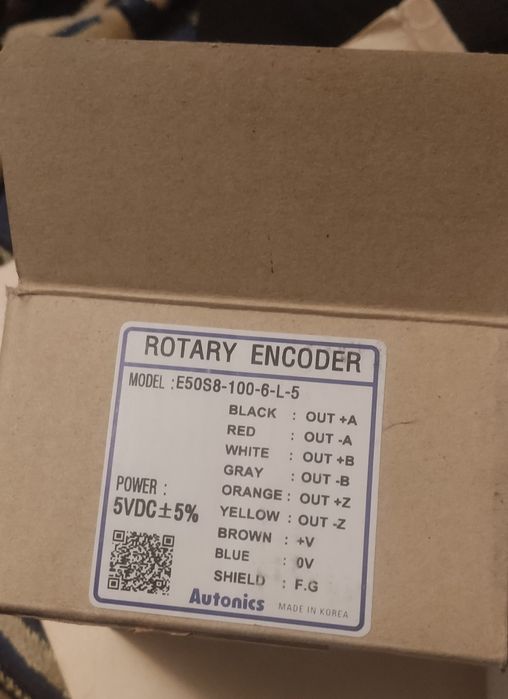 ROTARY ENCODER
MODEL : E50S8-100-6-L-5
BLACK : OUT +A
RED : OUT -A
WHITE : OUT +B
GRAY : OUT -B
ORANGE : OUT +Z
YELLOW : OUT -Z
BROWN : +V
BLUE : 0V
SHIELD : F.G
POWER :
5VDC±5%
Autonics MADE IN KOREA